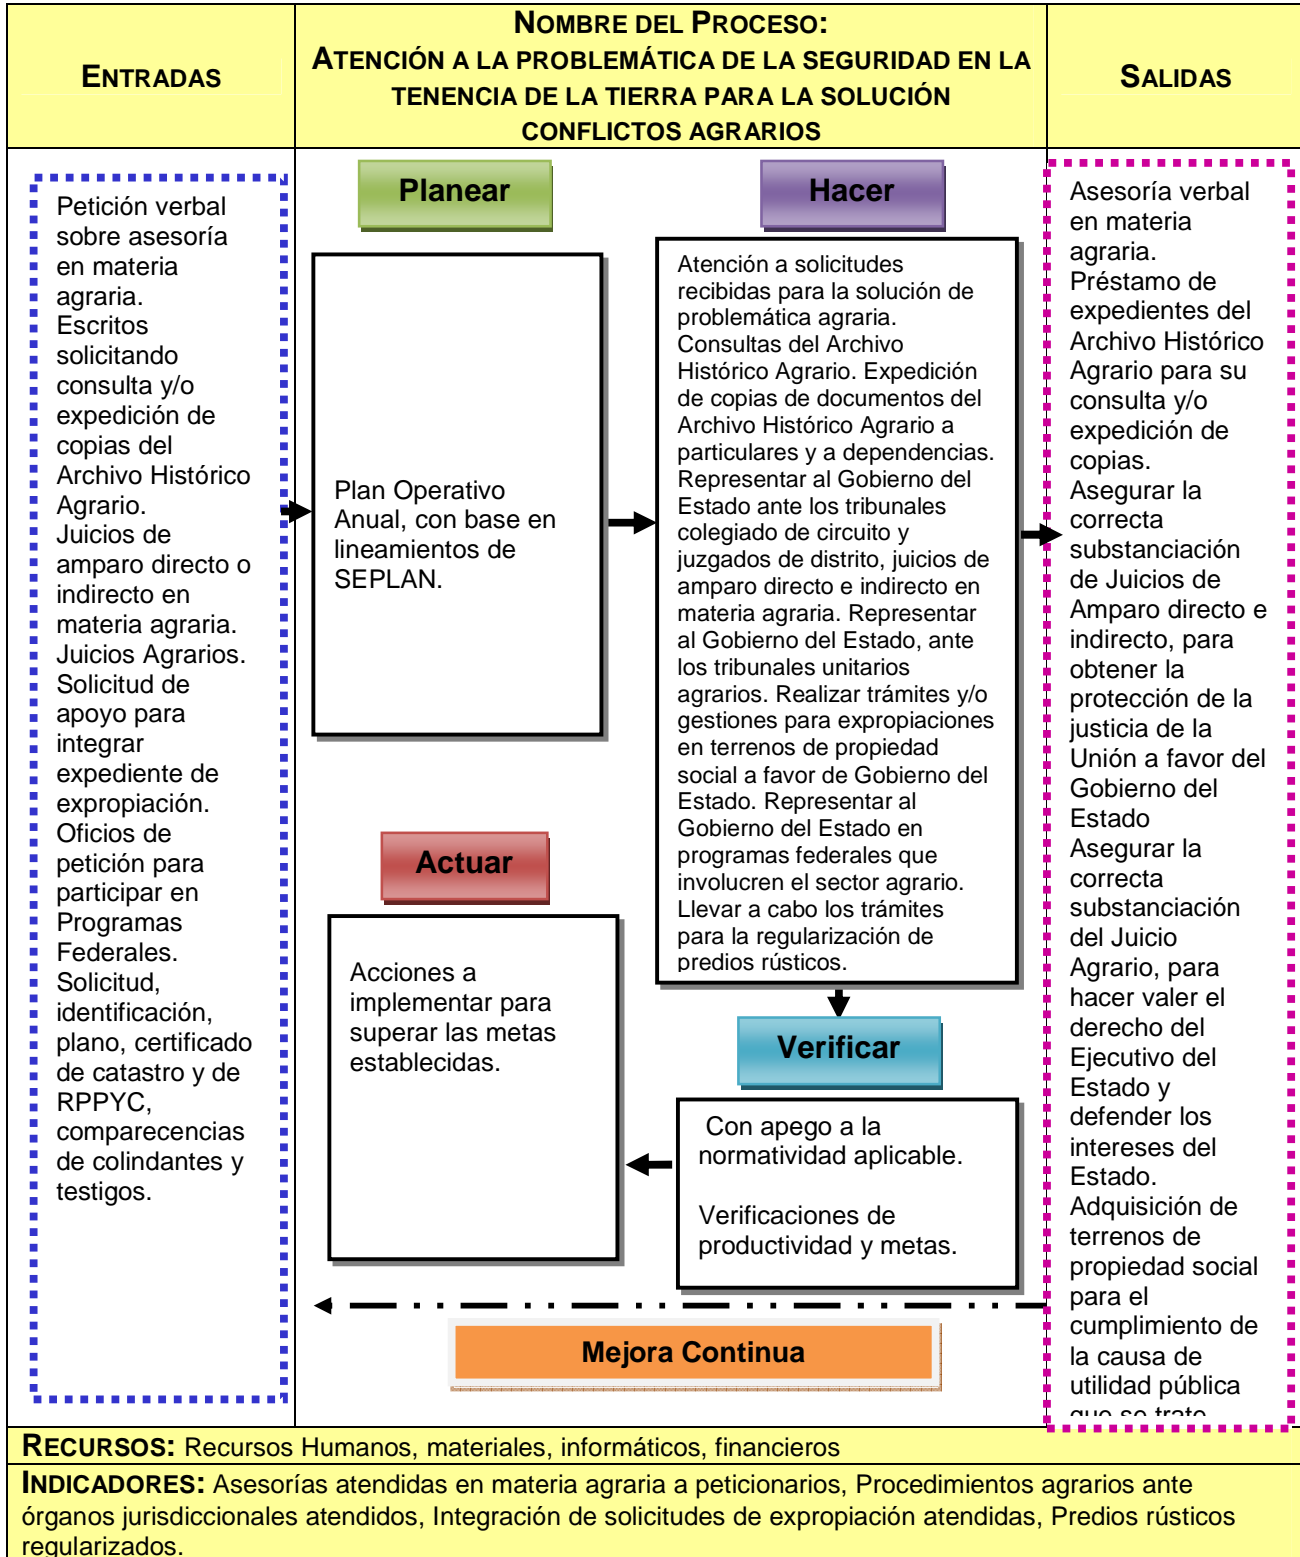 ENTRADAS
NOMBRE DEL PROCESO:
ATENCIÓN A LA PROBLEMÁTICA DE LA SEGURIDAD EN LA
TENENCIA DE LA TIERRA PARA LA SOLUCIÓN
CONFLICTOS AGRARIOS
SALIDAS
Petición verbal
sobre asesoría
en materia
agraria.
Escritos
solicitando
consulta y/o
expedición de
copias del
Archivo Histórico
Agrario.
Juicios de
amparo directo o
indirecto en
materia agraria.
Juicios Agrarios.
Solicitud de
apoyo para
integrar
expediente de
expropiación.
Oficios de
petición para
participar en
Programas
Federales.
Solicitud,
identificación,
plano, certificado
de catastro y de
RPPYC,
comparecencias
de colindantes y
testigos.
Planear
Plan Operativo
Anual, con base en
lineamientos de
SEPLAN.
Hacer
Atención a solicitudes
recibidas para la solución de
problemática agraria.
Consultas del Archivo
Histórico Agrario. Expedición
de copias de documentos del
Archivo Histórico Agrario a
particulares y a dependencias.
Representar al Gobierno del
Estado ante los tribunales
colegiado de circuito y
juzgados de distrito, juicios de
amparo directo e indirecto en
materia agraria. Representar
al Gobierno del Estado, ante
los tribunales unitarios
agrarios. Realizar trámites y/o
gestiones para expropiaciones
en terrenos de propiedad
social a favor de Gobierno del
Estado. Representar al
Gobierno del Estado en
programas federales que
involucren el sector agrario.
Llevar a cabo los trámites
para la regularización de
predios rústicos.
Actuar
Acciones a
implementar para
superar las metas
establecidas.
Verificar
Con apego a la
normatividad aplicable.
Verificaciones de
productividad y metas.
Mejora Continua
Asesoría verbal
en materia
agraria.
Préstamo de
expedientes del
Archivo Histórico
Agrario para su
consulta y/o
expedición de
copias.
Asegurar la
correcta
substanciación
de Juicios de
Amparo directo e
indirecto, para
obtener la
protección de la
justicia de la
Unión a favor del
Gobierno del
Estado
Asegurar la
correcta
substanciación
del Juicio
Agrario, para
hacer valer el
derecho del
Ejecutivo del
Estado y
defender los
intereses del
Estado.
Adquisición de
terrenos de
propiedad social
para el
cumplimiento de
la causa de
utilidad pública
que se trate
RECURSOS: Recursos Humanos, materiales, informáticos, financieros
INDICADORES: Asesorías atendidas en materia agraria a peticionarios, Procedimientos agrarios ante
órganos jurisdiccionales atendidos, Integración de solicitudes de expropiación atendidas, Predios rústicos
regularizados.